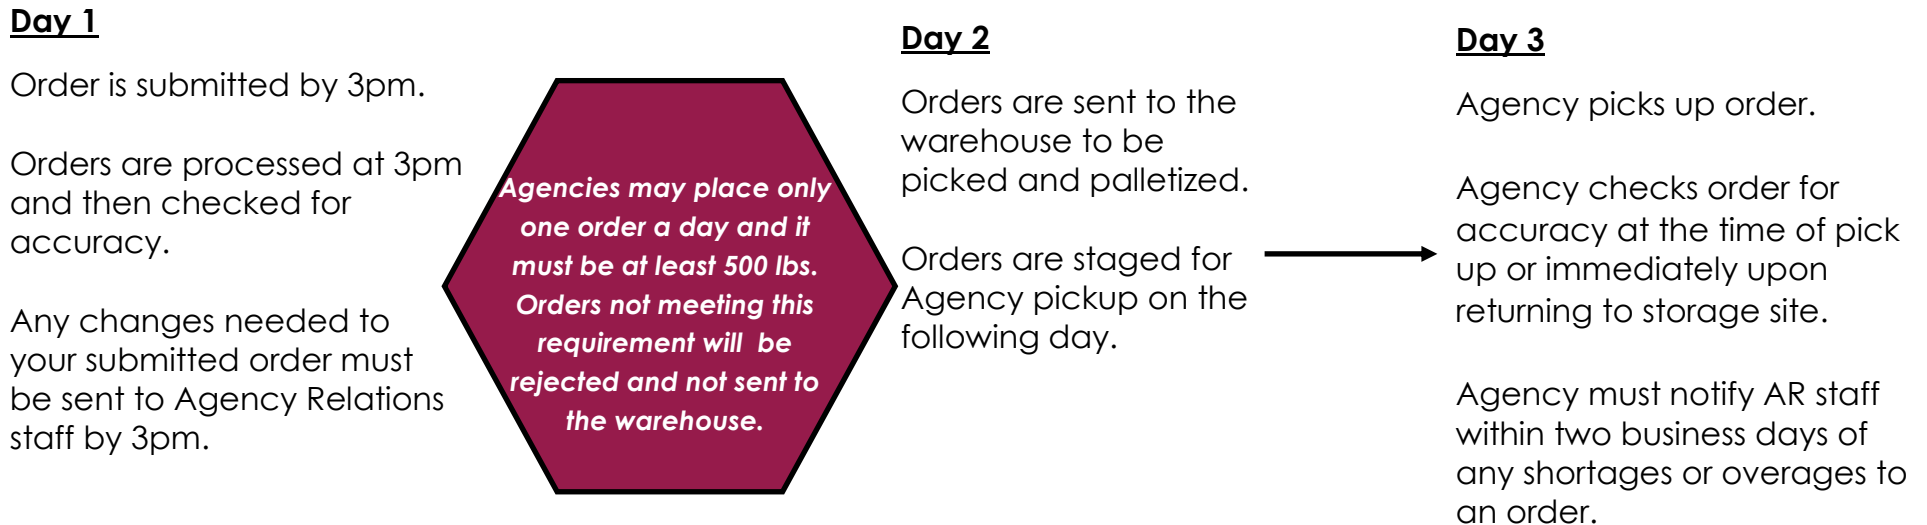 Day 1
Order is submitted by 3pm.
Orders are processed at 3pm
and then checked for
accuracy.
Any changes needed to
your submitted order must
be sent to Agency Relations
staff by 3pm.
Agencies may place only
one order a day and it
must be at least 500 lbs.
Orders not meeting this
requirement will  be
rejected and not sent to
the warehouse.
Day 2
Orders are sent to the
warehouse to be
picked and palletized.
Orders are staged for
Agency pickup on the
following day.
Day 3
Agency picks up order.
Agency checks order for
accuracy at the time of pick
up or immediately upon
returning to storage site.
Agency must notify AR staff
within two business days of
any shortages or overages to
an order.